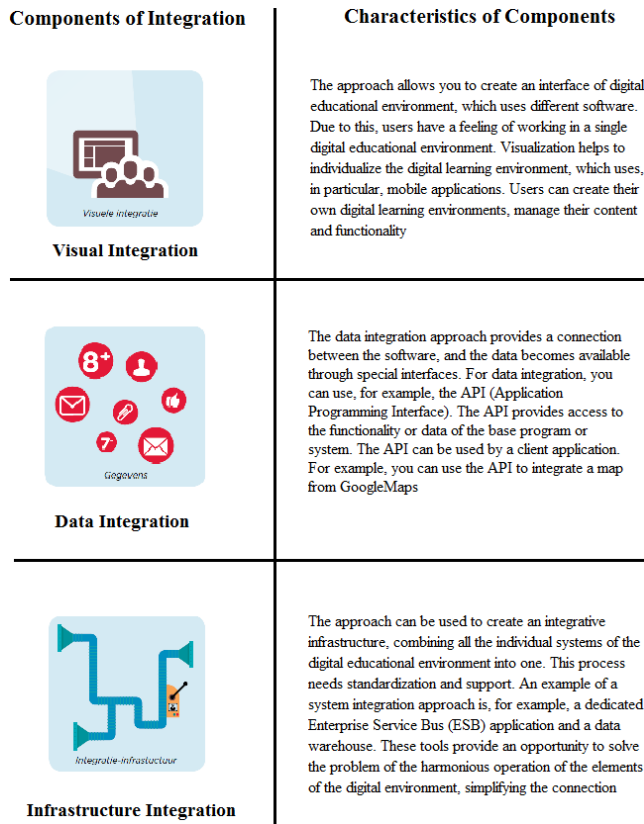 Components of Integration
Characteristics of Components
Visuele integratie
Visual Integration
The approach allows you to create an interface of digital
educational environment, which uses different software.
Due to this, users have a feeling of working in a single
digital educational environment. Visualization helps to
individualize the digital learning environment, which uses,
in particular, mobile applications. Users can create their
own digital learning environments, manage their content
and functionality
8+
7-
Gegevens
Data Integration
The data integration approach provides a connection
between the software, and the data becomes available
through special interfaces. For data integration, you
can use, for example, the API (Application
Programming Interface). The API provides access to
the functionality or data of the base program or
system. The API can be used by a client application.
For example, you can use the API to integrate a map
from GoogleMaps
Integratie-infrastuctuur
Infrastructure Integration
The approach can be used to create an integrative
infrastructure, combining all the individual systems of the
digital educational environment into one. This process
needs standardization and support. An example of a
system integration approach is, for example, a dedicated
Enterprise Service Bus (ESB) application and a data
warehouse. These tools provide an opportunity to solve
the problem of the harmonious operation of the elements
of the digital environment, simplifying the connection